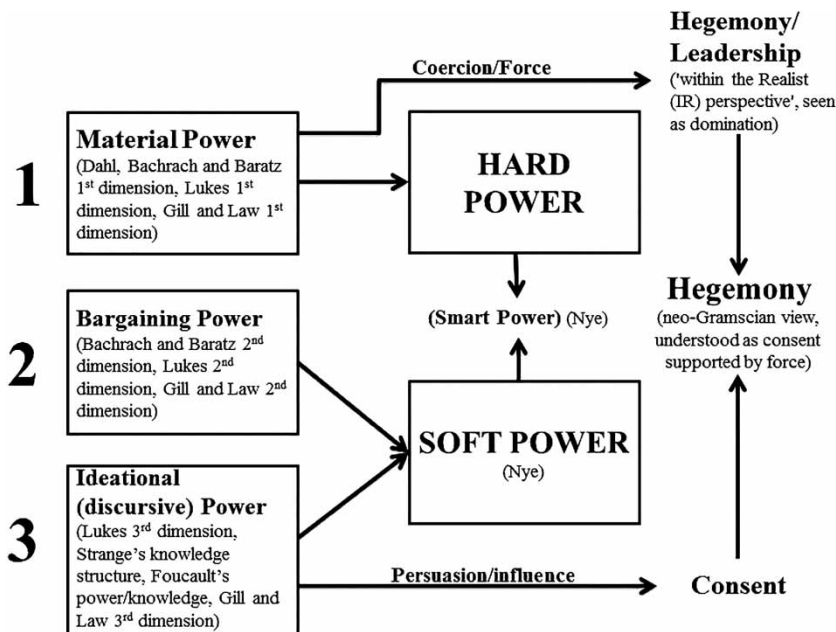 Coercion/Force
Hegemony/
Leadership
('within the Realist
(IR) perspective', seen
as domination)
1
Material Power
(Dahl, Bachrach and Baratz
1st dimension, Lukes 1st
dimension, Gill and Law 1st
dimension)
HARD
POWER
2
Bargaining Power
(Bachrach and Baratz 2nd
dimension, Lukes 2nd
dimension, Gill and Law 2nd
dimension)
(Smart Power) (Nye)
Hegemony
(neo-Gramscian view,
understood as consent
supported by force)
SOFT POWER
(Nye)
3
Ideational
(discursive) Power
(Lukes 3rd dimension,
Strange's knowledge
structure, Foucault's
power/knowledge, Gill and
Law 3rd dimension)
Persuasion/influence
Consent